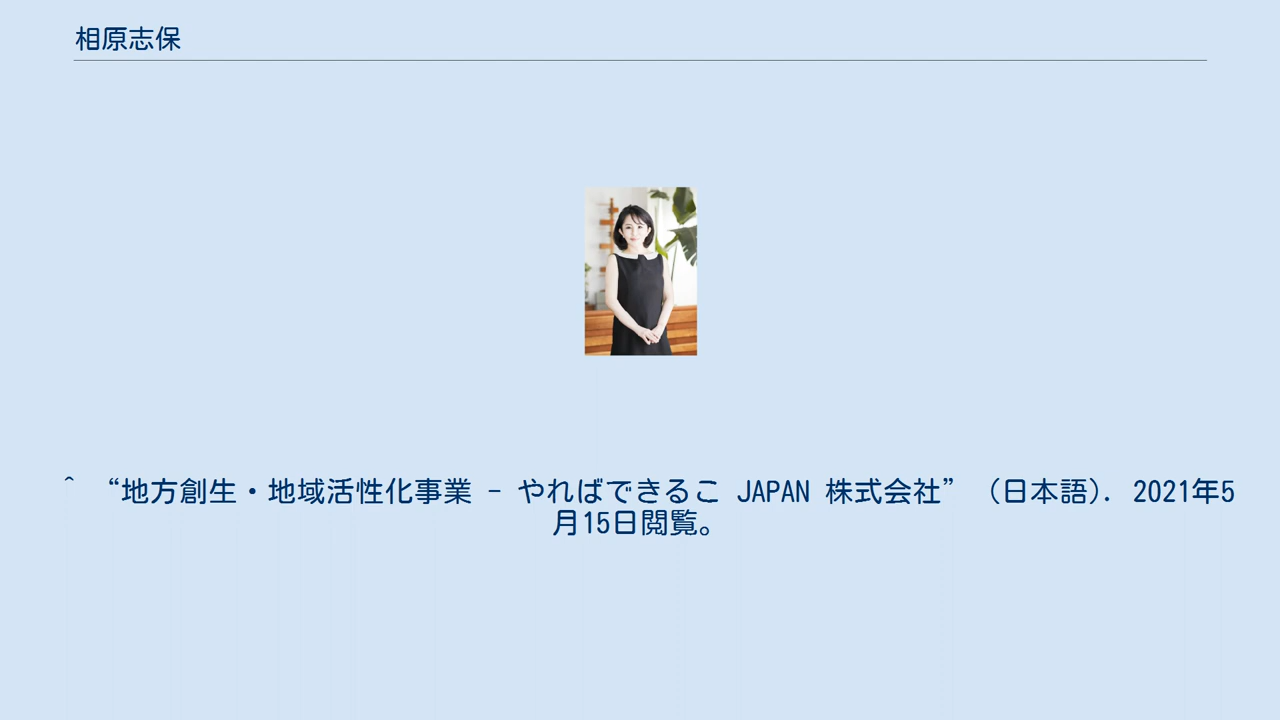 相原志保
^ “地方創生・地域活性化事業 - やればできるこ JAPAN 株式会社” (日本語). 2021年5
月15日閲覧。